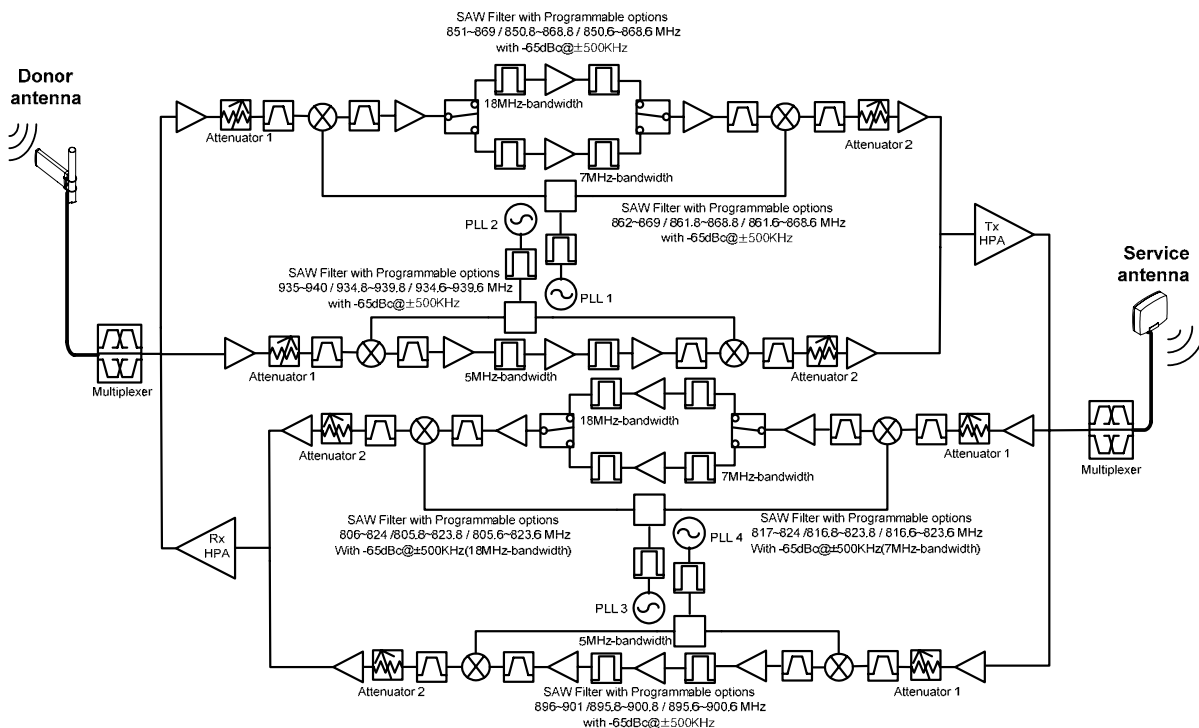 SAW Filter with Programmable options
851~869 / 850.8~868.8 / 850.6~868.6 MHz
with -65dBc@±500KHz
Donor
antenna
18MHz-bandwidth
Attenuator 1
Attenuator 2
7MHz-bandwidth
SAW Filter with Programmable options
862~869 / 861.8~868.8 / 861.6~868.6 MHz
with -65dBc@±500KHz
PLL 2
Tx
HPA
Service
antenna
SAW Filter with Programmable options
935~940 / 934.8~939.8 / 934.6~939.6 MHz
with -65dBc@±500KHz
PLL 1
Multiplexer
Attenuator 1
5MHz-bandwidth
Attenuator 2
18MHz-bandwidth
Attenuator 2
Attenuator 1
Multiplexer
7MHz-bandwidth
SAW Filter with Programmable options
806~824 /805.8~823.8 / 805.6~823.6 MHz
With -65dBc@±500KHz(18MHz-bandwidth)
SAW Filter with Programmable options
817~824 /816.8~823.8 / 816.6~823.6 MHz
With -65dBc@±500KHz(7MHz-bandwidth)
Rx
HPA
PLL 4
PLL 3
5MHz-bandwidth
Attenuator 2
Attenuator 1
SAW Filter with Programmable options
896~901 /895.8~900.8 / 895.6~900.6 MHz
with -65dBc@±500KHz